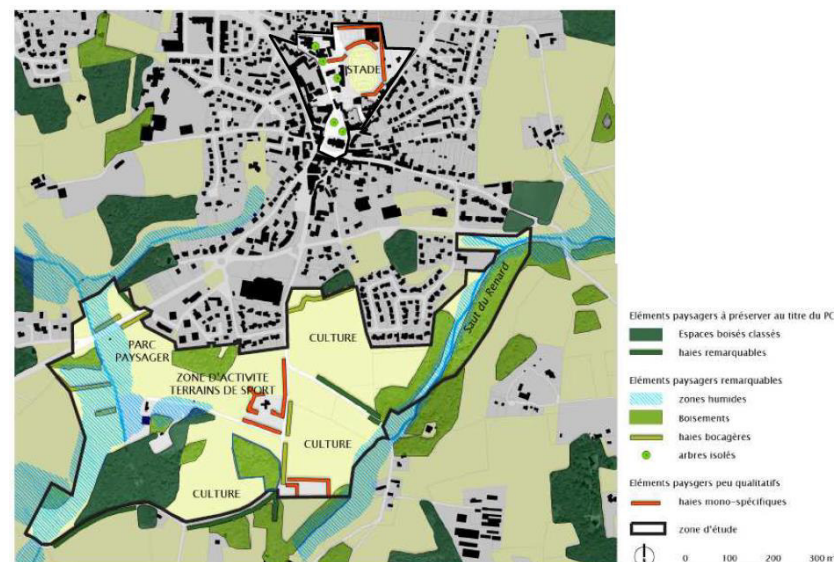 STADE
Saut du Renard
PARC
PAYSAGER
CULTURE
ZONE D'ACTIVITE
TERRAINS DE SPORT
CULTURE
CULTURE
Eléments paysagers à préserver au titre du PC
Espaces boisés classés
haies remarquables
Eléments paysagers remarquables
zones humides
Boisements
haies bocagères
arbres isolés
Eléments paysgers peu qualitatifs
haies mono-spécifiques
zone d'étude
0 100 200 300 m